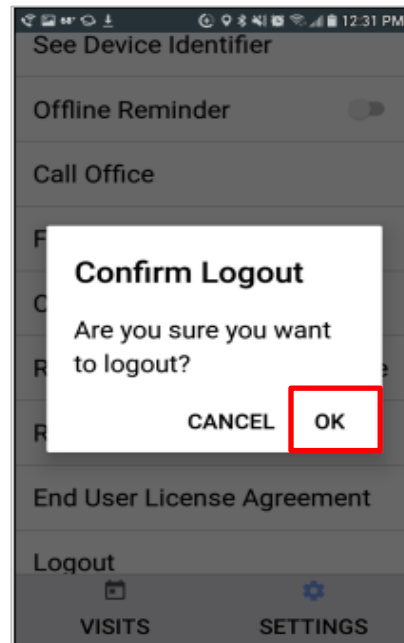 12:31 PM
See Device Identifier
Offline Reminder
Call Office
F
Confirm Logout
C
Are you sure you want
to logout?
R
e
CANCEL OK
R
End User License Agreement
Logout
VISITS SETTINGS